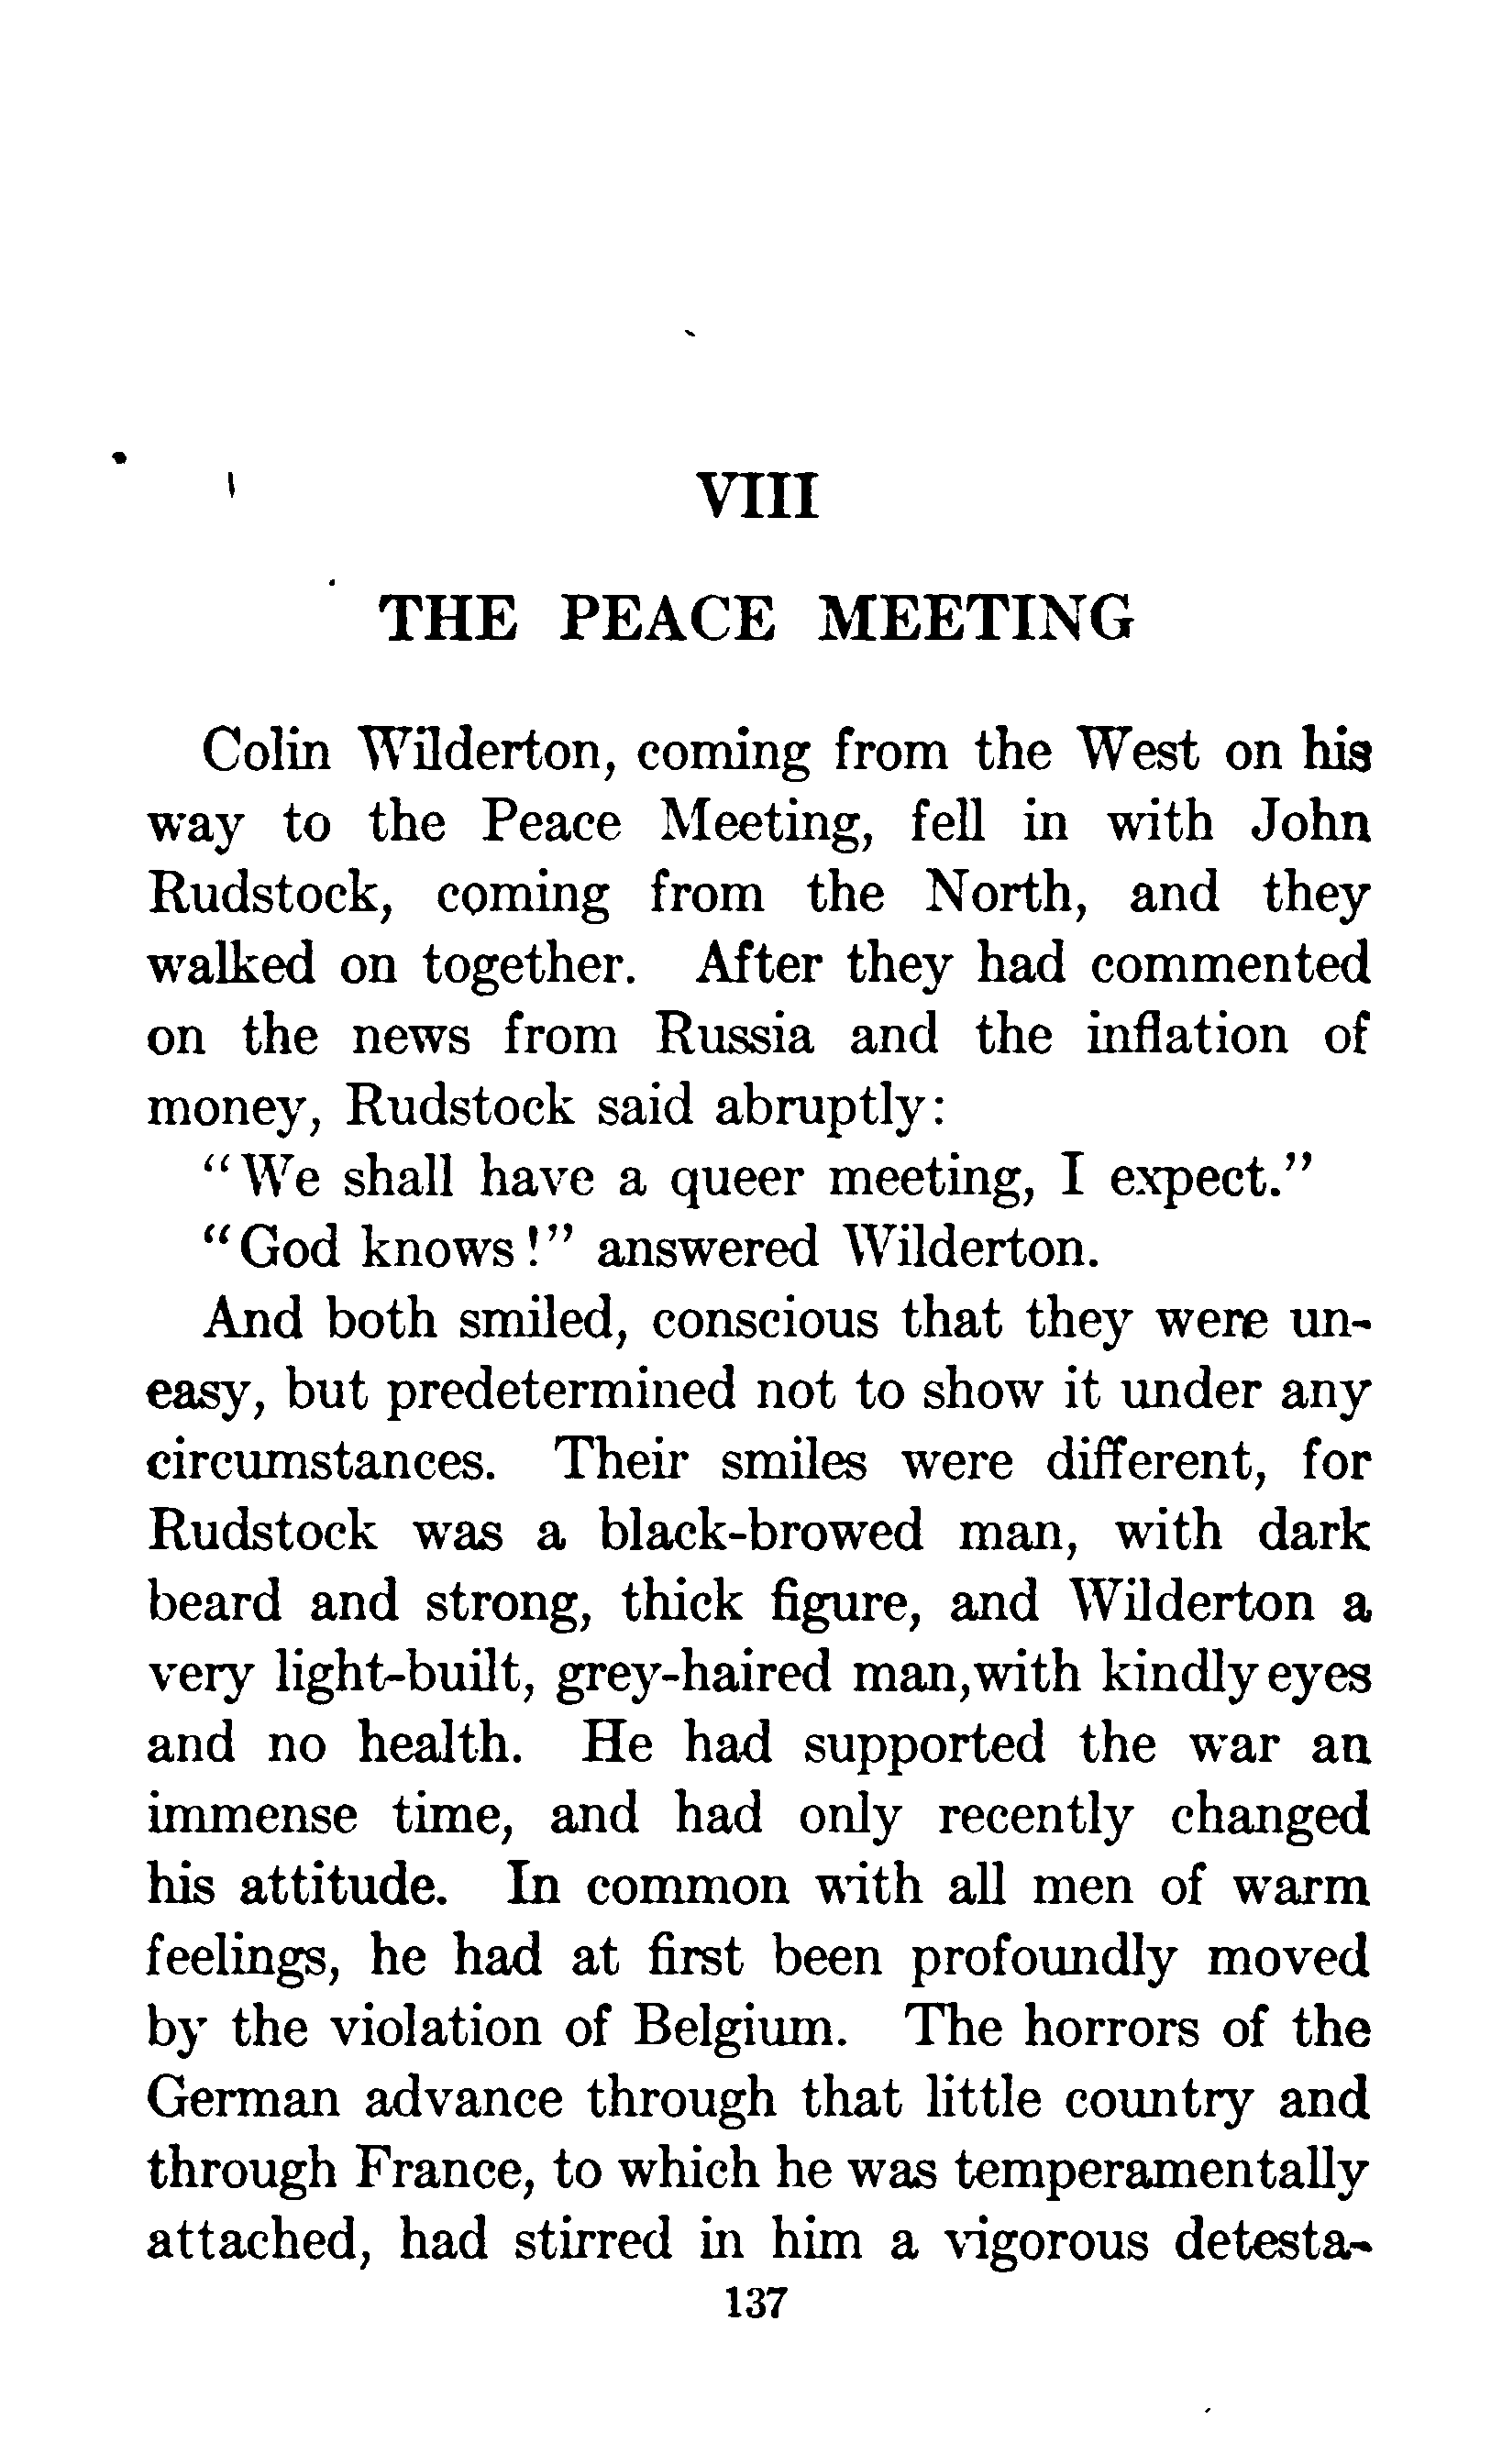 VIII
THE PEACE MEETING
Colin Wilderton, coming from the West on his
way to the Peace Meeting, fell in with John
Rudstock, coming from the North, and they
walked on together. After they had commented
on the news from Russia and the inflation of
money, Rudstock said abruptly:
“We shall have a queer meeting, I expect.”
“God knows!” answered Wilderton.
And both smiled, conscious that they were un-
easy, but predetermined not to show it under any
circumstances. Their smiles were different, for
Rudstock was a black-browed man, with dark
beard and strong, thick figure, and Wilderton a
very light-built, grey-haired man, with kindly eyes
and no health. He had supported the war an
immense time, and had only recently changed
his attitude. In common with all men of warm
feelings, he had at first been profoundly moved
by the violation of Belgium. The horrors of the
German advance through that little country and
through France, to which he was temperamentally
attached, had stirred in him a vigorous detesta-
137